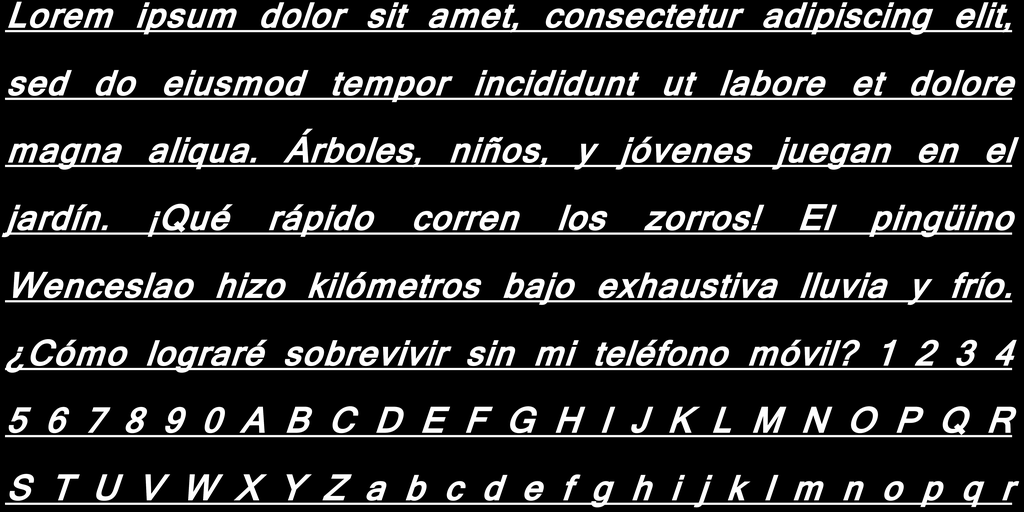 Lorem ipsum dolor sit amet, consectetur adipiscing elit,
sed do eiusmod tempor incididunt ut labore et dolore
magna aliqua. Árboles, niños, y jóvenes juegan en el
jardín. ¡Qué rápido corren los zorros! El pingüino
Wenceslao hizo kilómetros bajo exhaustiva lluvia y frío.
¿Cómo lograré sobrevivir sin mi teléfono móvil? 1 2 3 4
5 6 7 8 9 0 A B C D E F G H I J K L M N O P Q R
S T U V W X Y Z a b c d e f g h i j k l m n o p q r